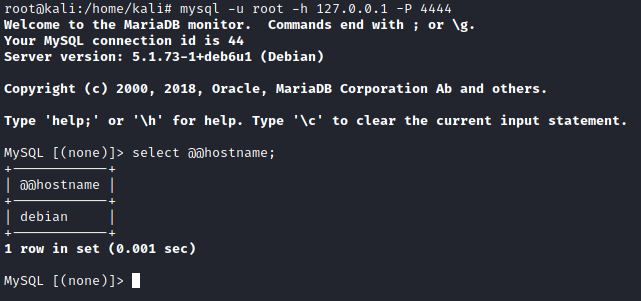 root@kali:/home/kali# mysql -u root -h 127.0.0.1 -P 4444
Welcome to the MariaDB monitor.  Commands end with ; or \g.
Your MySQL connection id is 44
Server version: 5.1.73-1+deb6u1 (Debian)
Copyright (c) 2000, 2018, Oracle, MariaDB Corporation Ab and others.
Type 'help;' or '\h' for help. Type '\c' to clear the current input statement.
MySQL [(none)]> select @@hostname;
+------------+
| @@hostname |
+------------+
| debian     |
+------------+
1 row in set (0.001 sec)
MySQL [(none)]>